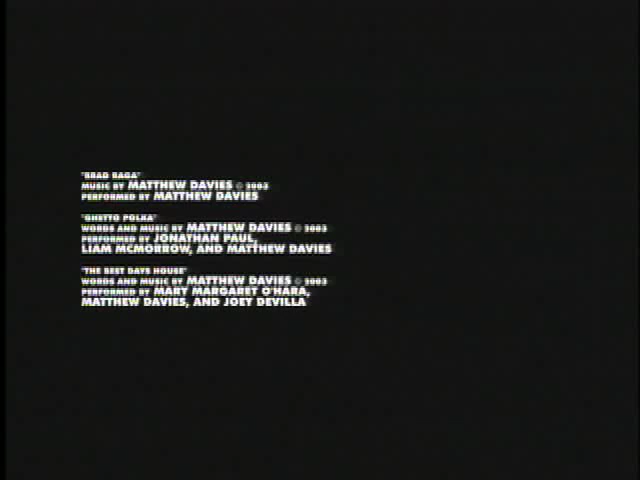 "BRAD RAGA"
MUSIC BY MATTHEW DAVIES © 2003
PERFORMED BY MATTHEW DAVIES
"GHETTO POLKA"
WORDS AND MUSIC BY MATTHEW DAVIES © 2003
PERFORMED BY JONATHAN PAUL,
LIAM MCMORROW, AND MATTHEW DAVIES
"THE BEST DAYS HOUSE"
WORDS AND MUSIC BY MATTHEW DAVIES © 2003
PERFORMED BY MARY MARGARET O'HARA,
MATTHEW DAVIES, AND JOEY DEVILLA